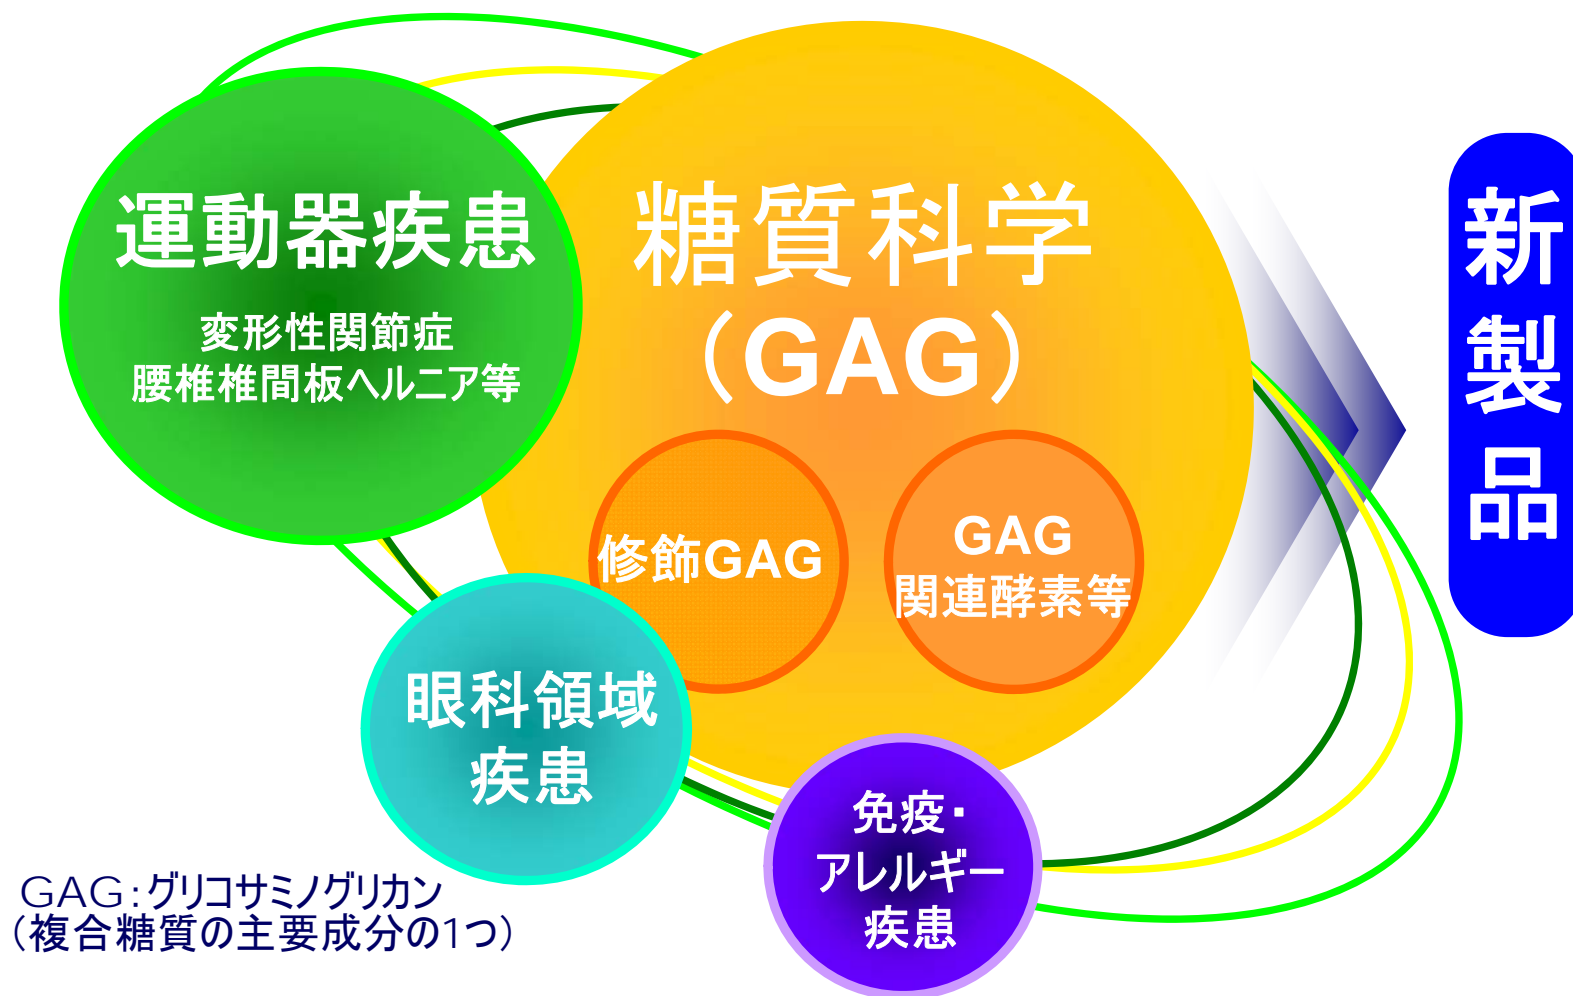 運動器疾患
変形性関節症
腰椎椎間板ヘルニア等
糖質科学
（GAG）
修飾GAG
GAG
関連酵素等
眼科領域
疾患
免疫・
アレルギー
疾患
新製品
GAG：グリコサミノグリカン
（複合糖質の主要成分の1つ）